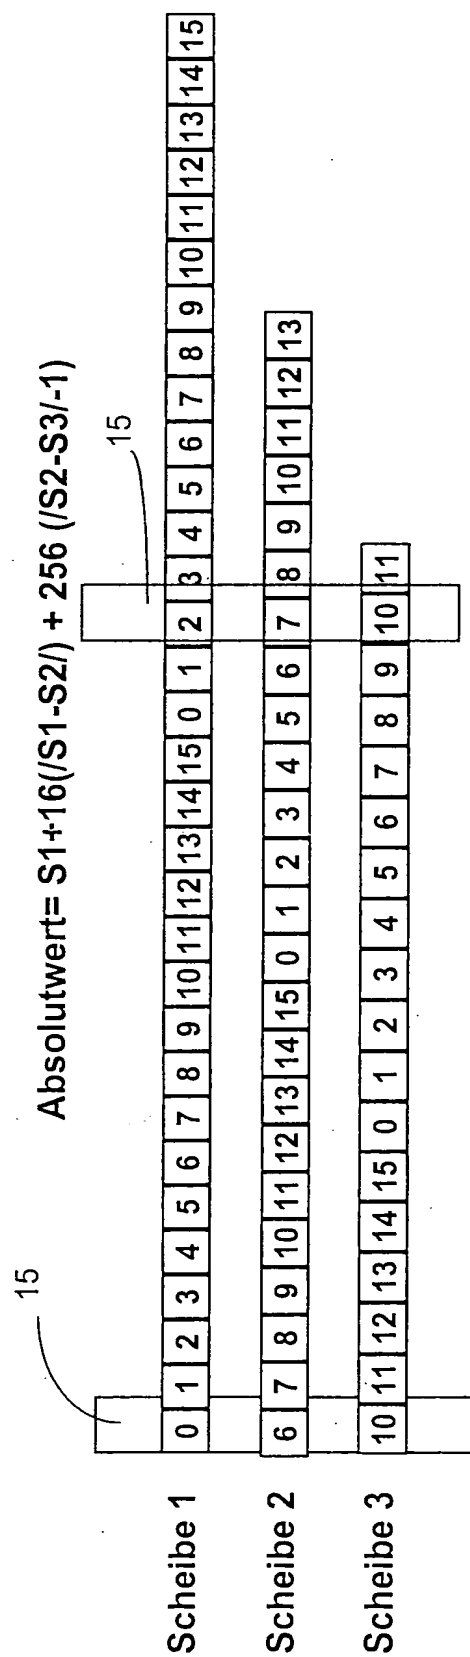 Absolutwert= S1+16(/S1-S2/) + 256 (/S2-S3/-1)
15
15
Scheibe 1 0 1 2 3 4 5 6 7 8 9 10 11 12 13 14 15 0 1 2 3 4 5 6 7 8 9 10 11 12 13 14 15
Scheibe 2 6 7 8 9 10 11 12 13 14 15 0 1 2 3 4 5 6 7 8 9 10 11 12 13
Scheibe 3 10 11 12 13 14 15 0 1 2 3 4 5 6 7 8 9 10 11